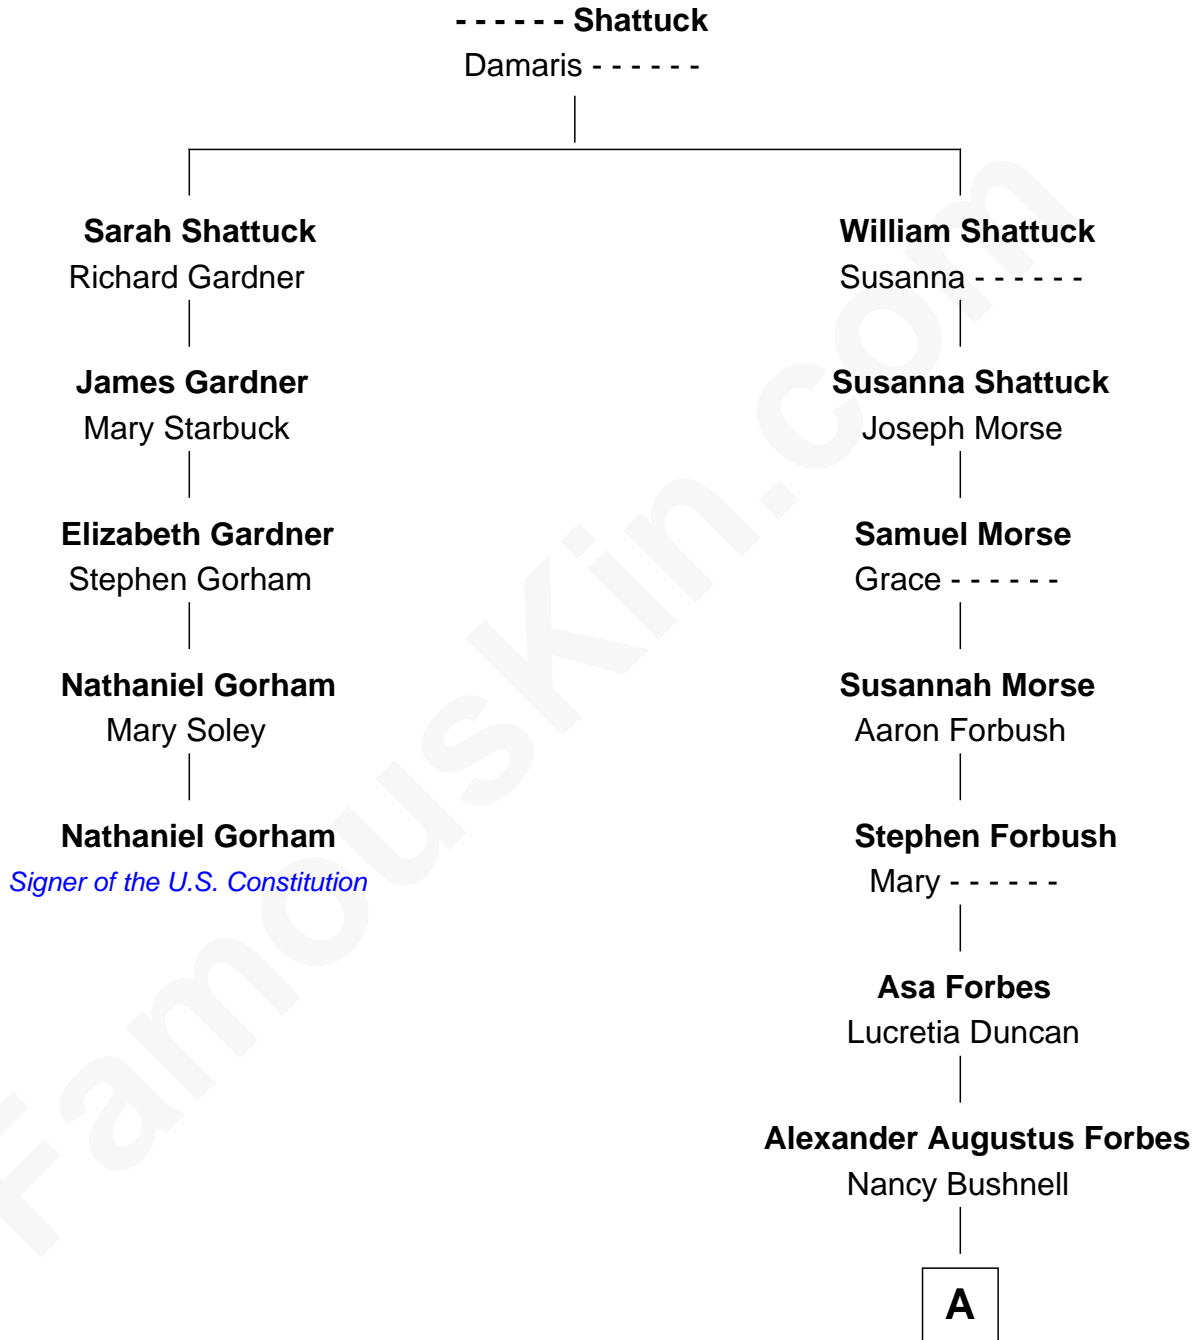 - - - - - - Shattuck
Damaris - - - - - -
Sarah Shattuck
Richard Gardner
James Gardner
Mary Starbuck
Elizabeth Gardner
Stephen Gorham
Nathaniel Gorham
Mary Soley
Nathaniel Gorham
Signer of the U.S. Constitution
William Shattuck
Susanna - - - - - -
Susanna Shattuck
Joseph Morse
Samuel Morse
Grace - - - - - -
Susannah Morse
Aaron Forbush
Stephen Forbush
Mary - - - - - -
Asa Forbes
Lucretia Duncan
Alexander Augustus Forbes
Nancy Bushnell
A
FamousKin.com